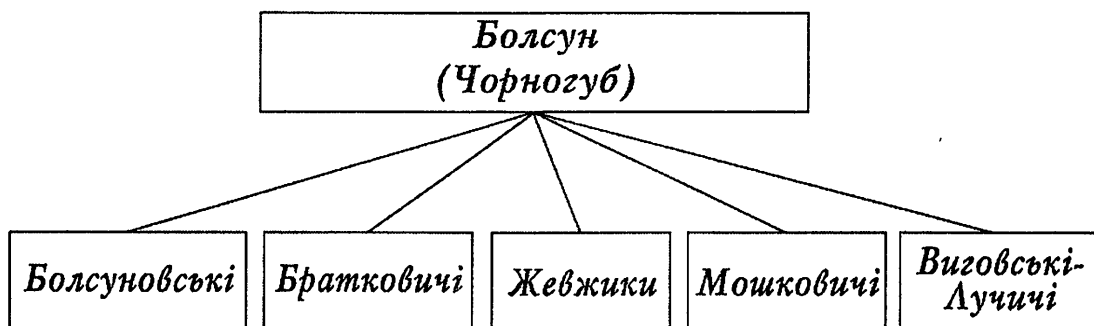 Болсун
(Чорногуб)
Болсуновські
Братковичі
Жевжики
Мошковичі
Виговські-
Лучичі